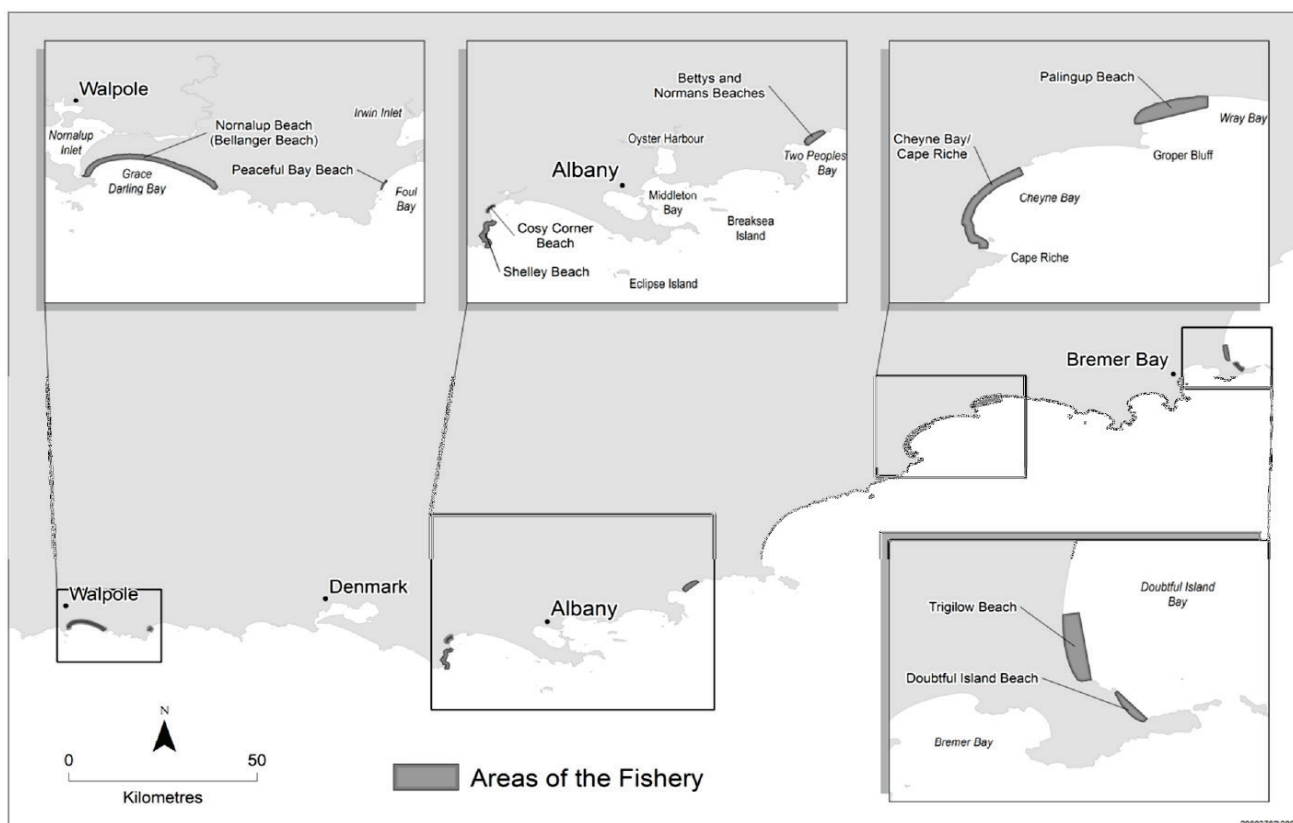 Walpole
Irwin Inlet
Nornalup Inlet
Nornalup Beach
(Bellanger Beach)
Peaceful Bay Beach
Grace
Darling Bay
Foul
Bay
Bettys and
Normans Beaches
Oyster Harbour
Two Peoples
Bay
Albany
Middleton
Bay
Breaksea
Island
Cosy Corner
Beach
Shelley Beach
Eclipse Island
Palingup Beach
Wray Bay
Cheyne Bay/
Cape Riche
Groper Bluff
Cheyne Bay
Cape Riche
Bremer Bay
Walpole
Denmark
Albany
Doubtful Island
Bay
Trigilow Beach
Doubtful Island Beach
Bremer Bay
N
0 50
Kilometres
Areas of the Fishery